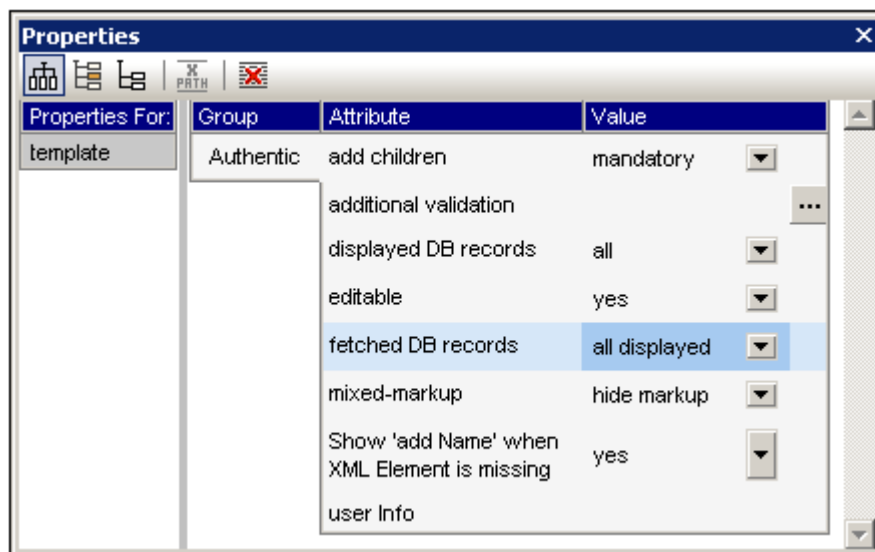 Properties
X
PATH
Properties For: Group Attribute Value
template Authentic add children mandatory
additional validation ...
displayed DB records all
editable yes
fetched DB records all displayed
mixed-markup hide markup
Show 'add Name' when
XML Element is missing yes
user Info